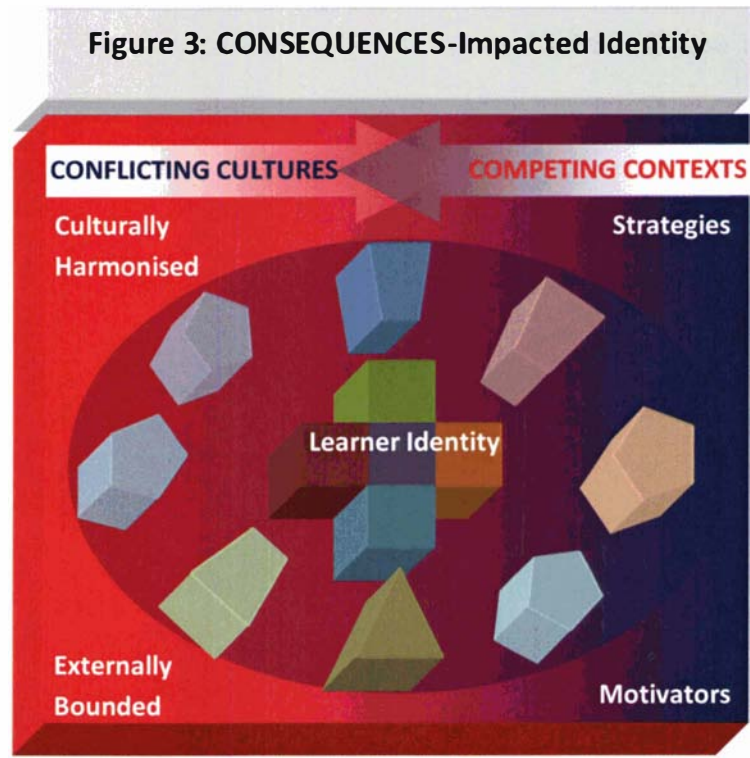 Figure 3: CONSEQUENCES-Impacted Identity
CONFLICTING CULTURES
COMPETING CONTEXTS
Culturally
Harmonised
Strategies
Learner Identity
Externally
Bounded
Motivators